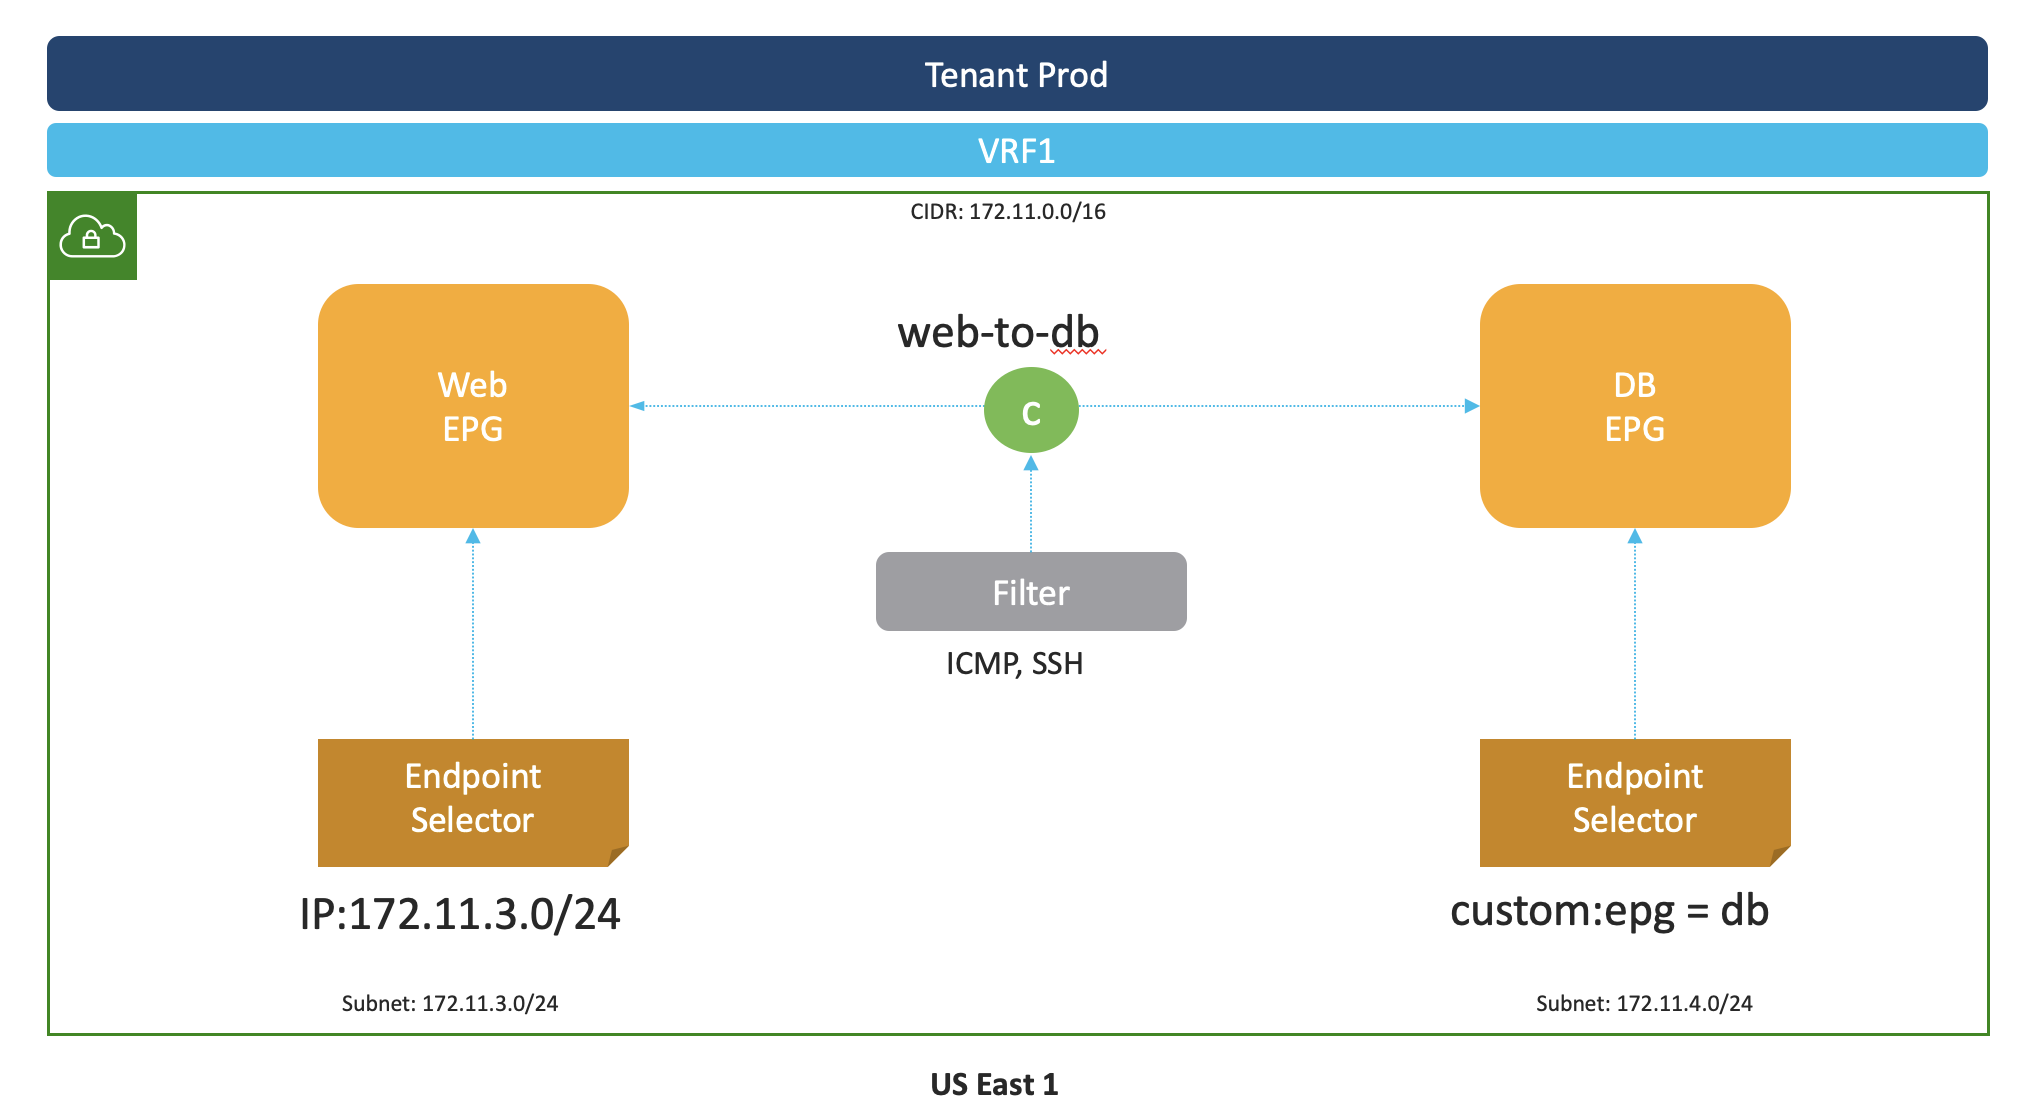 Tenant Prod
VRF1
CIDR: 172.11.0.0/16
web-to-db
Web
EPG
C
DB
EPG
Filter
ICMP, SSH
Endpoint
Selector
Endpoint
Selector
IP:172.11.3.0/24
custom:epg = db
Subnet: 172.11.3.0/24
Subnet: 172.11.4.0/24
US East 1